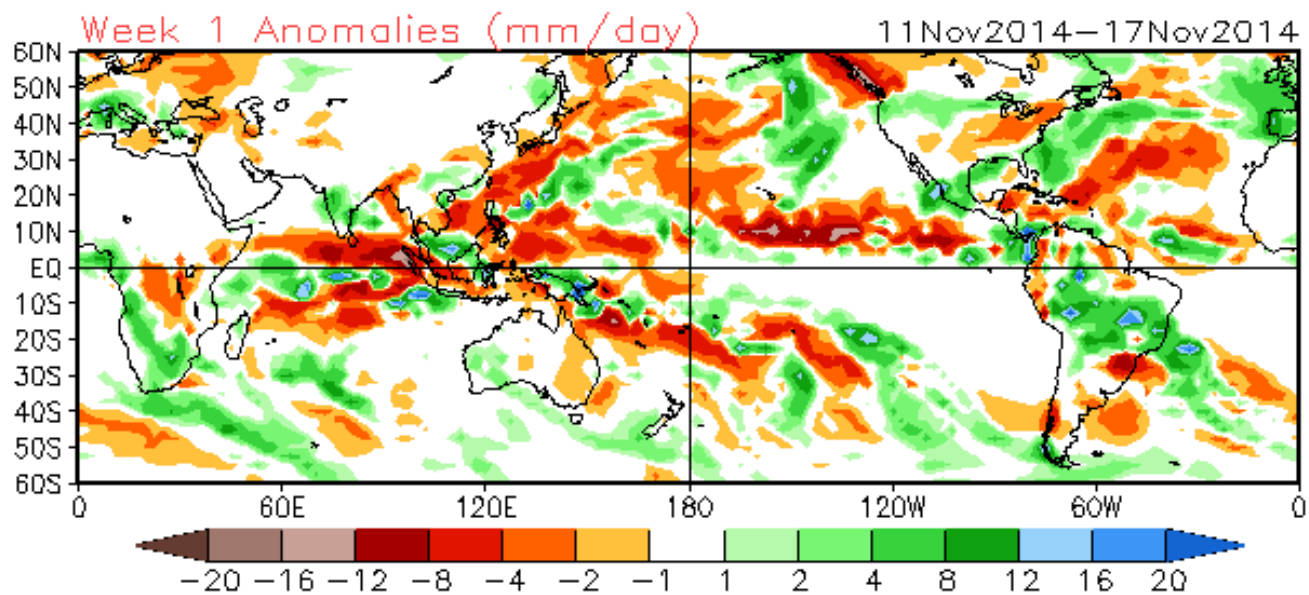 Week 1 Anomalies (mm/day) 11Nov2014−17Nov2014
60N
50N
40N
30N
20N
10N
EQ
10S
20S
30S
40S
50S
60S
0 60E 120E 180 120W 60W 0
−20 −16 −12 −8 −4 −2 −1 1 2 4 8 12 16 20